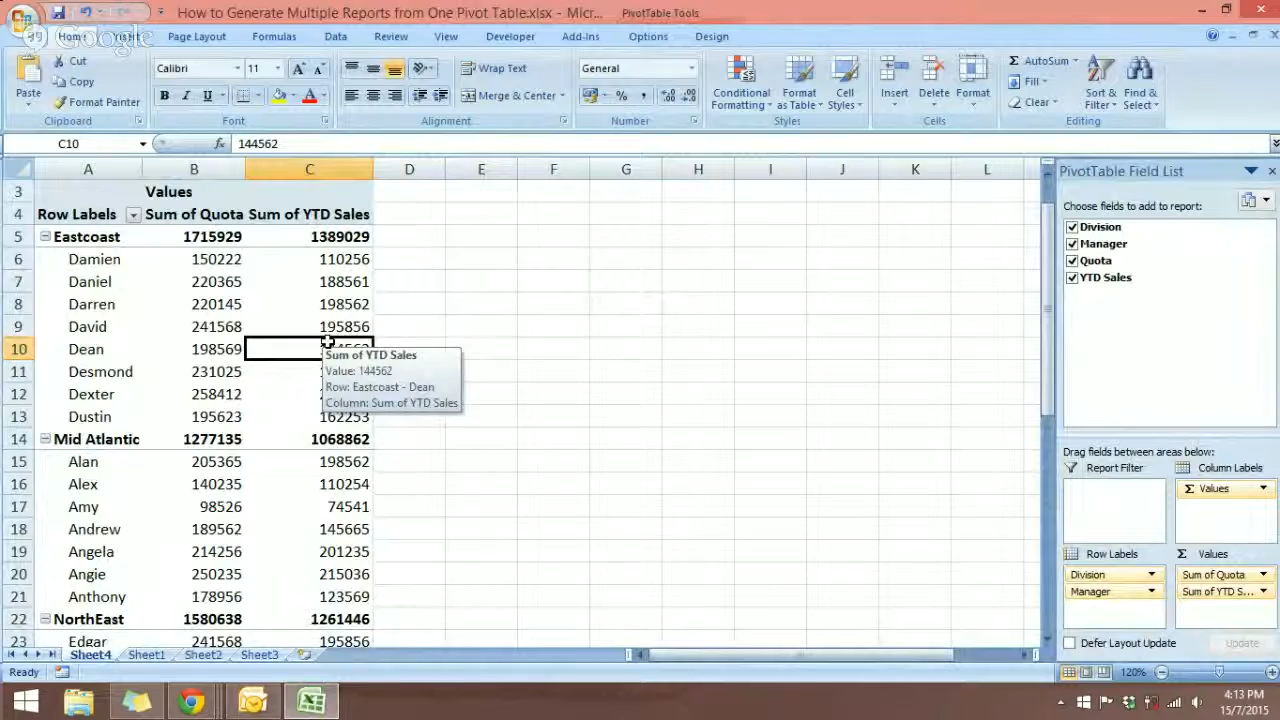 How to Generate Multiple Reports from One Pivot Table.xlsx - Micr... PivotTable Tools
Google
Home Insert Page Layout Formulas Data Review View Developer Add-Ins Options Design
Paste Cut Copy Format Painter
Calibri 11
B I U
Wrap Text
Merge & Center
General
% ,
Conditional Formatting Format as Table Cell Styles
Insert Delete Format
Σ AutoSum Fill Clear
Sort & Filter Find & Select
Clipboard Font Alignment Number Styles Cells Editing
C10 fx 144562
A B C D E F G H I J K L
3 Values
4 Row Labels Sum of Quota Sum of YTD Sales
5 Eastcoast 1715929 1389029
6 Damien 150222 110256
7 Daniel 220365 188561
8 Darren 220145 198562
9 David 241568 195856
10 Dean 198569
11 Desmond 231025
12 Dexter 258412
13 Dustin 195623 162253
14 Mid Atlantic 1277135 1068862
15 Alan 205365 198562
16 Alex 140235 110254
17 Amy 98526 74541
18 Andrew 189562 145665
19 Angela 214256 201235
20 Angie 250235 215036
21 Anthony 178956 123569
22 NorthEast 1580638 1261446
23 Edgar 241568 195856
Sum of YTD Sales
Value: 144562
Row: Eastcoast - Dean
Column: Sum of YTD Sales
PivotTable Field List
Choose fields to add to report:
Division
Manager
Quota
YTD Sales
Drag fields between areas below:
Report Filter Column Labels
Σ Values
Row Labels Σ Values
Division Sum of Quota
Manager Sum of YTD S...
Defer Layout Update Update
Sheet4 Sheet1 Sheet2 Sheet3
Ready 120%
4:13 PM
15/7/2015